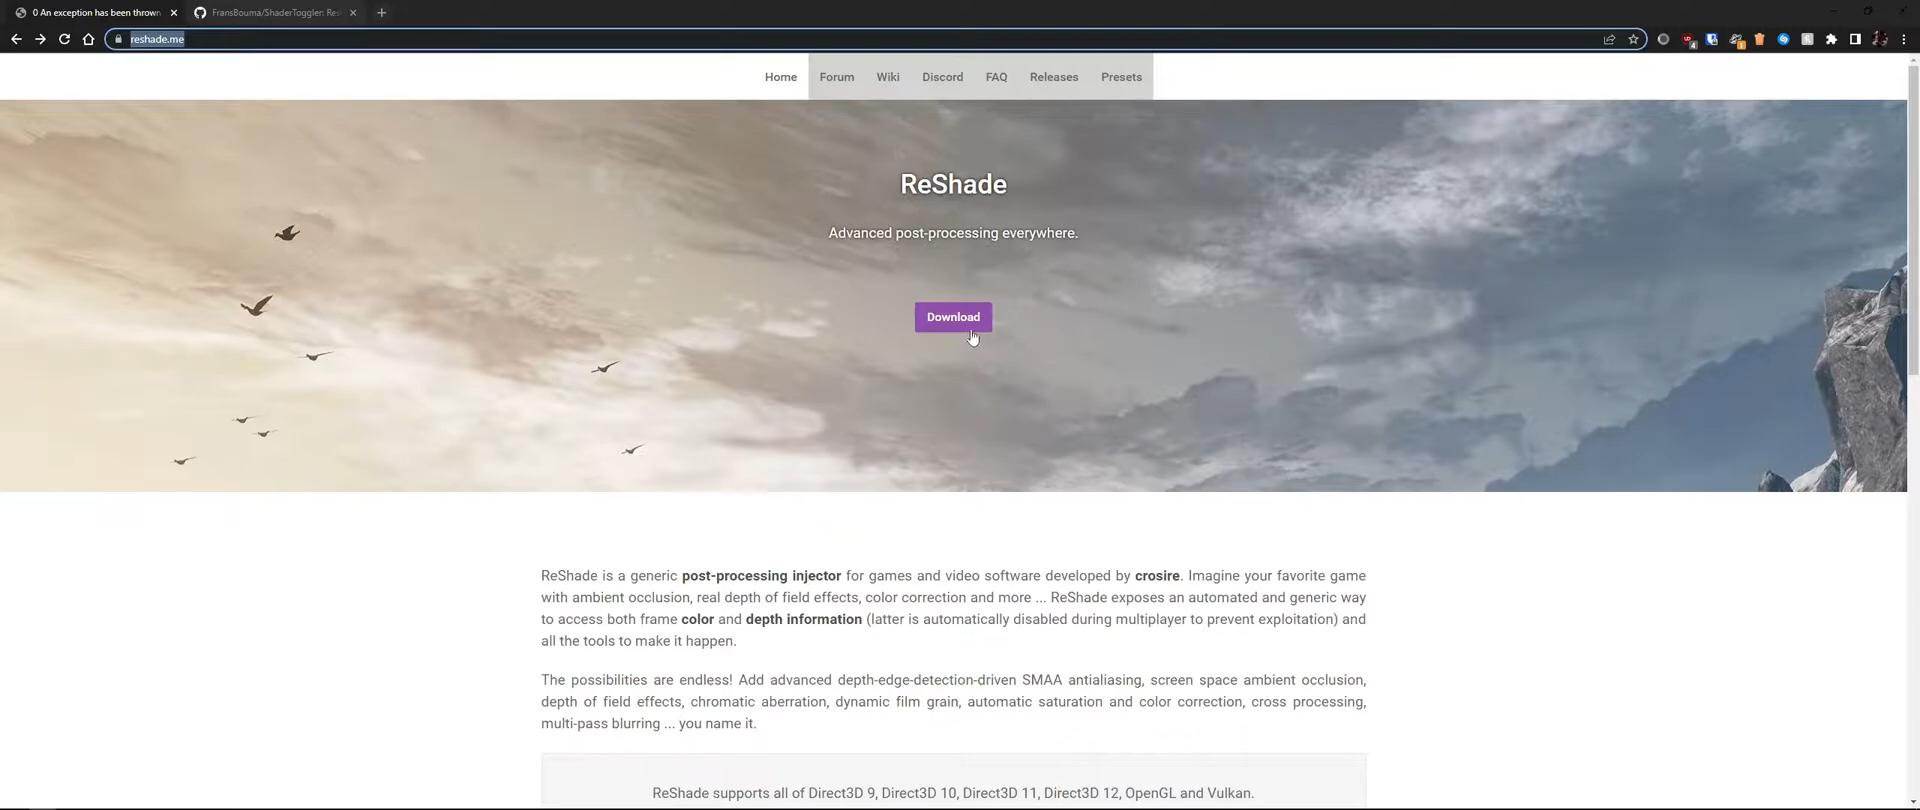 0 An exception has been thrown
FransBouma/ShaderToggler: Res
reshade.me
Home Forum Wiki Discord FAQ Releases Presets
ReShade
Advanced post-processing everywhere.
Download
ReShade is a generic post-processing injector for games and video software developed by crosire. Imagine your favorite game
with ambient occlusion, real depth of field effects, color correction and more ... ReShade exposes an automated and generic way
to access both frame color and depth information (latter is automatically disabled during multiplayer to prevent exploitation) and
all the tools to make it happen.
The possibilities are endless! Add advanced depth-edge-detection-driven SMAA antialiasing, screen space ambient occlusion,
depth of field effects, chromatic aberration, dynamic film grain, automatic saturation and color correction, cross processing,
multi-pass blurring ... you name it.
ReShade supports all of Direct3D 9, Direct3D 10, Direct3D 11, Direct3D 12, OpenGL and Vulkan.